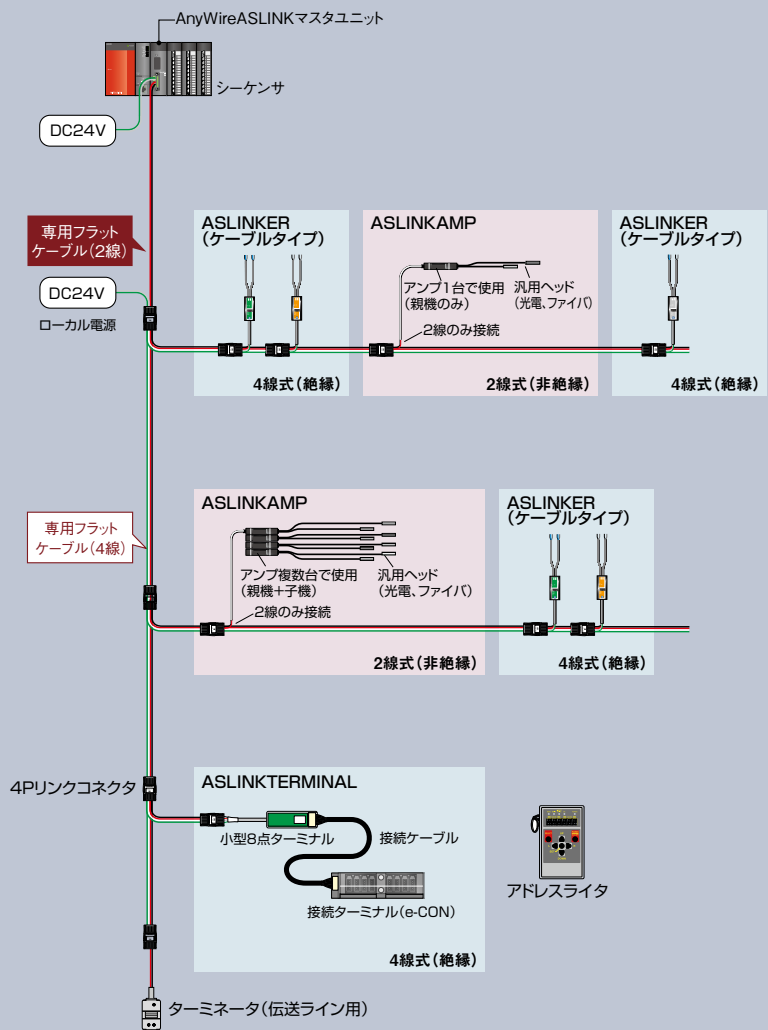 AnyWireASLINKマスタユニット
シーケンサ
DC24V
専用フラット
ケーブル(2線)
DC24V
ローカル電源
ASLINKER
(ケーブルタイプ)
4線式(絶縁)
ASLINKAMP
アンプ1台で使用
(親機のみ)
汎用ヘッド
(光電、ファイバ)
2線のみ接続
2線式(非絶縁)
ASLINKER
(ケーブルタイプ)
4線式(絶縁)
専用フラット
ケーブル(4線)
ASLINKAMP
アンプ複数台で使用
(親機+子機)
汎用ヘッド
(光電、ファイバ)
2線のみ接続
2線式(非絶縁)
ASLINKER
(ケーブルタイプ)
4線式(絶縁)
4Pリンクコネクタ
ASLINKTERMINAL
小型8点ターミナル
接続ケーブル
接続ターミナル(e-CON)
4線式(絶縁)
アドレスライタ
ターミネータ(伝送ライン用)